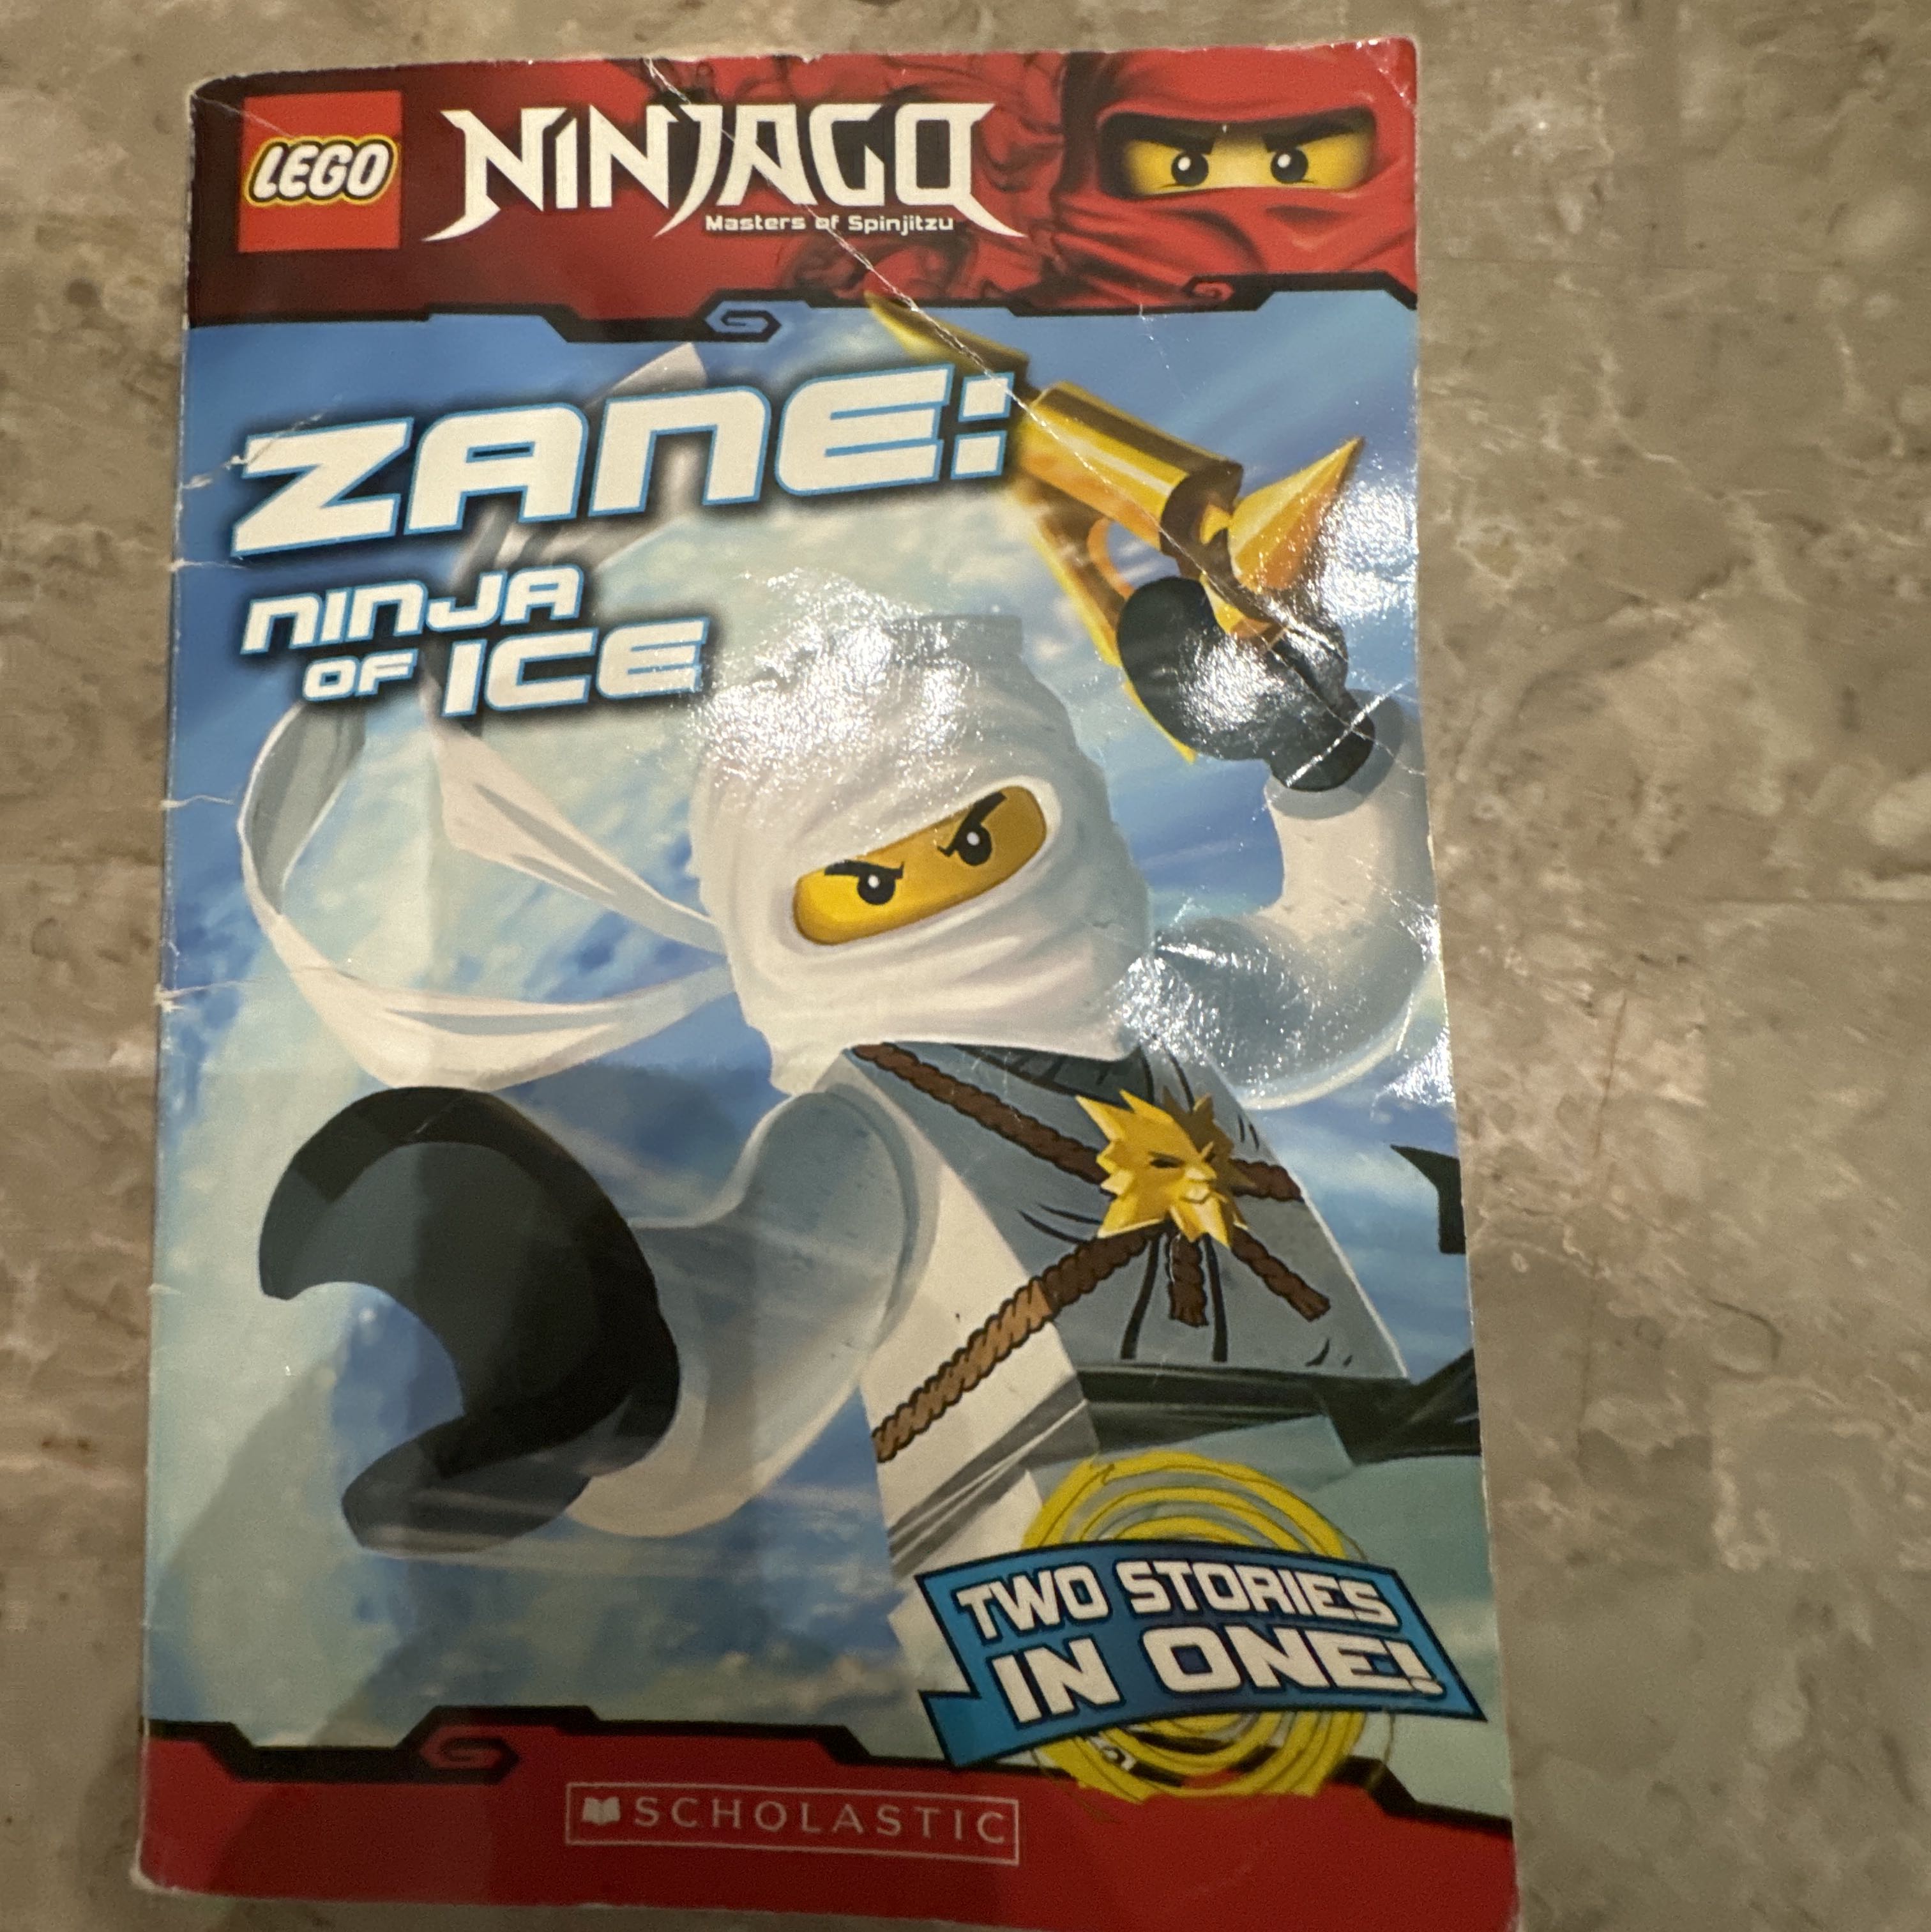 LEGO NINJAGO
Masters of Spinjitzu
ZANE:
NINJA
OF ICE
TWO STORIES
IN ONE!
SCHOLASTIC